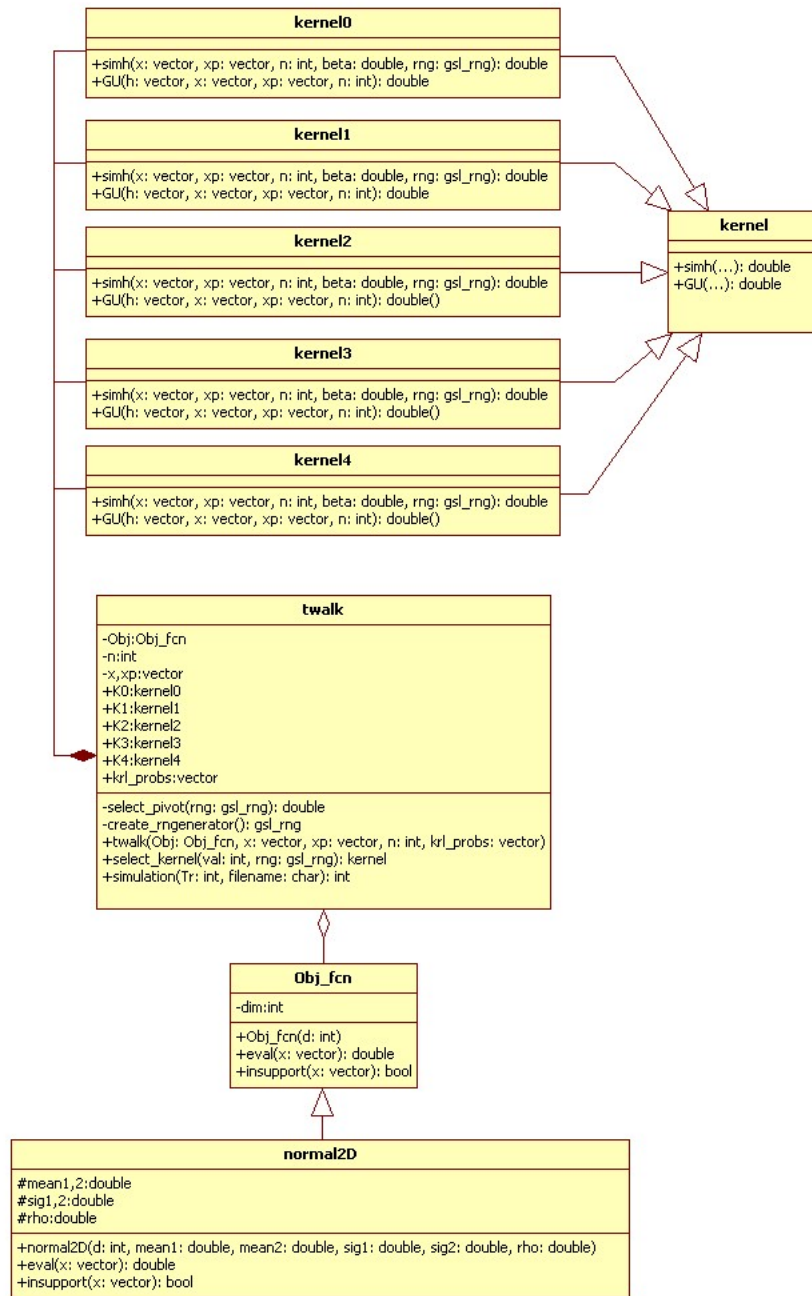 kernel0
+simh(x: vector, xp: vector, n: int, beta: double, rng: gsl_rng): double
+GU(h: vector, x: vector, xp: vector, n: int): double
kernel1
+simh(x: vector, xp: vector, n: int, beta: double, rng: gsl_rng): double
+GU(h: vector, x: vector, xp: vector, n: int): double
kernel
+simh(...): double
+GU(...): double
kernel2
+simh(x: vector, xp: vector, n: int, beta: double, rng: gsl_rng): double
+GU(h: vector, x: vector, xp: vector, n: int): double()
kernel3
+simh(x: vector, xp: vector, n: int, beta: double, rng: gsl_rng): double
+GU(h: vector, x: vector, xp: vector, n: int): double()
kernel4
+simh(x: vector, xp: vector, n: int, beta: double, rng: gsl_rng): double
+GU(h: vector, x: vector, xp: vector, n: int): double()
twalk
-Obj:Obj_fcn
-n:int
-x,xp:vector
+K0:kernel0
+K1:kernel1
+K2:kernel2
+K3:kernel3
+K4:kernel4
+krl_probs:vector
-select_pivot(rng: gsl_rng): double
-create_rngenerator(): gsl_rng
+twalk(Obj: Obj_fcn, x: vector, xp: vector, n: int, krl_probs: vector)
+select_kernel(val: int, rng: gsl_rng): kernel
+simulation(Tr: int, filename: char): int
Obj_fcn
-dim:int
+Obj_fcn(d: int)
+eval(x: vector): double
+insupport(x: vector): bool
normal2D
#mean1,2:double
#sig1,2:double
#rho:double
+normal2D(d: int, mean1: double, mean2: double, sig1: double, sig2: double, rho: double)
+eval(x: vector): double
+insupport(x: vector): bool